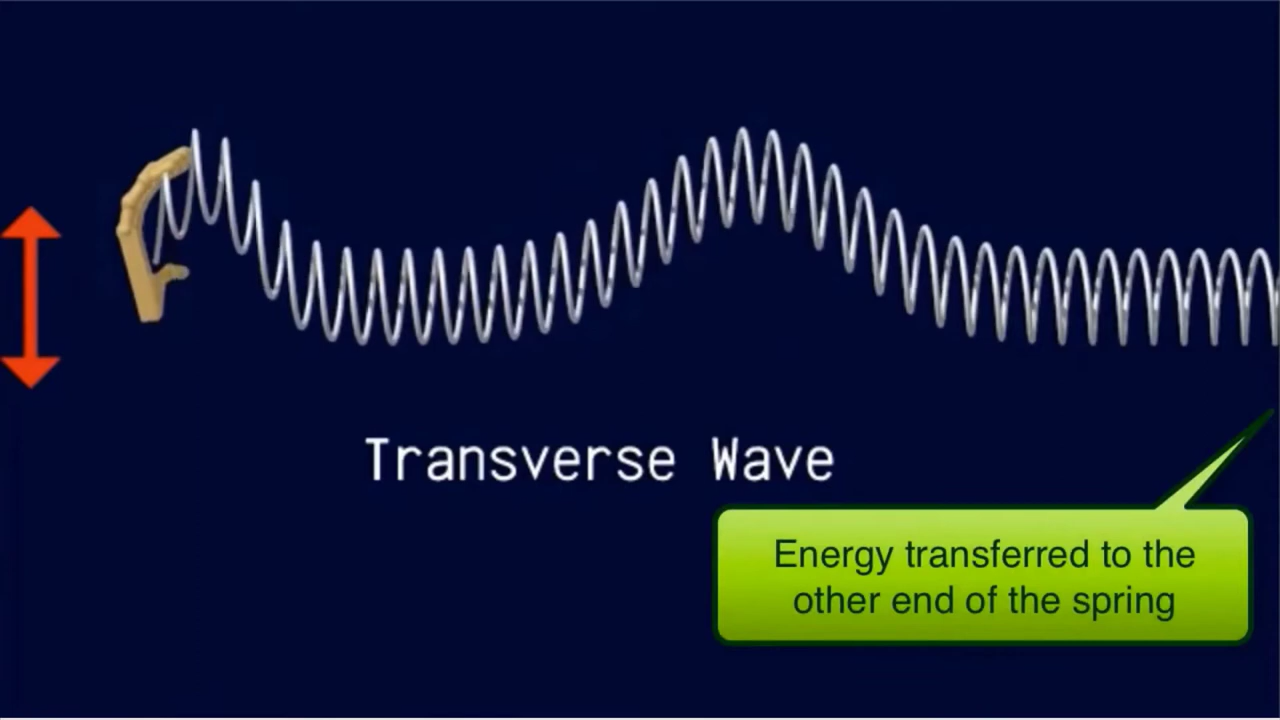 Transverse Wave
Energy transferred to the
other end of the spring